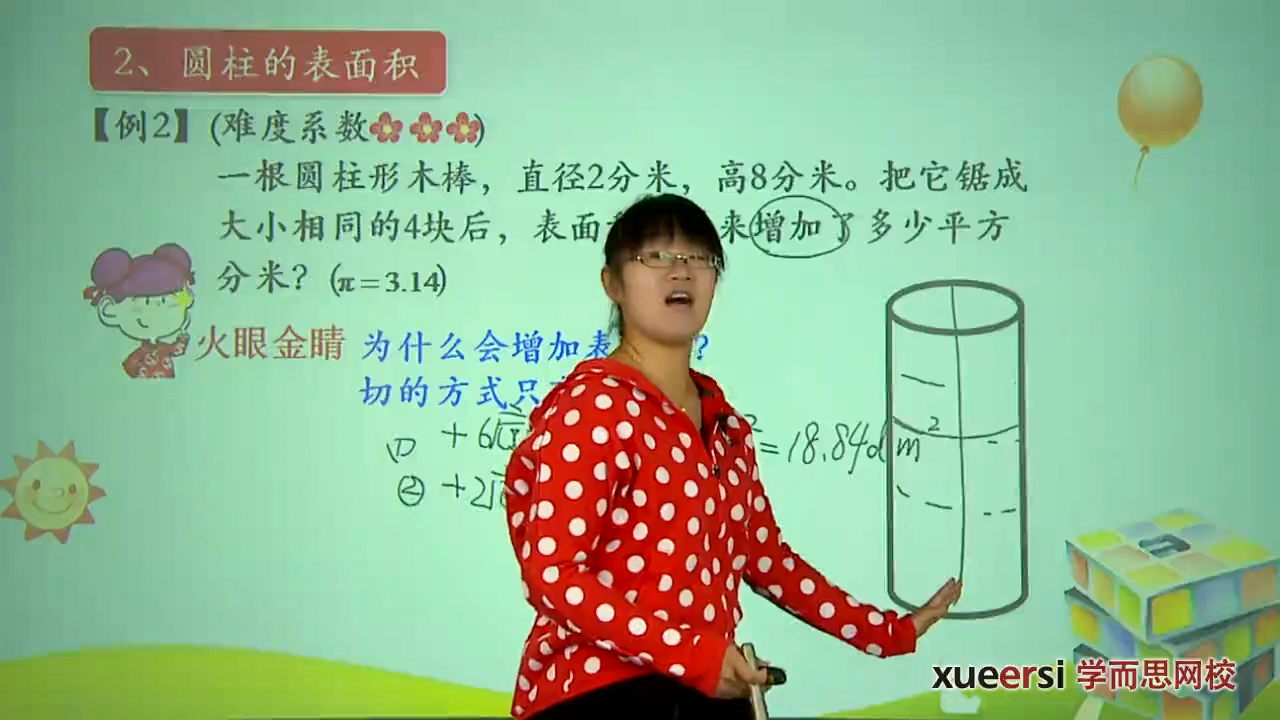 2、圆柱的表面积
【例2】(难度系数)
一根圆柱形木棒，直径2分米，高8分米。把它锯成
大小相同的4块后，表面 来增加了多少平方
分米？(π=3.14)
火眼金睛 为什么会增加表 ?
切的方式只
① +6π =18.84dm²
② +2π
xueersi 学而思网校